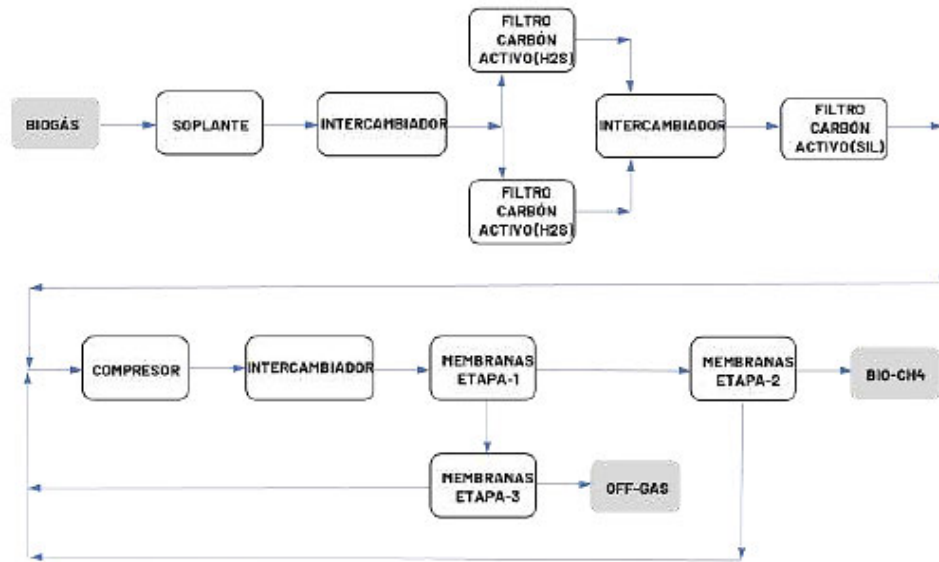 FILTRO
CARBÓN
ACTIVO(H2S)
BIOGÁS
SOPLANTE
INTERCAMBIADOR
INTERCAMBIADOR
FILTRO
CARBÓN
ACTIVO(SIL)
FILTRO
CARBÓN
ACTIVO(H2S)
COMPRESOR
INTERCAMBIADOR
MEMBRANAS
ETAPA-1
MEMBRANAS
ETAPA-2
BIO-CH4
MEMBRANAS
ETAPA-3
OFF-GAS